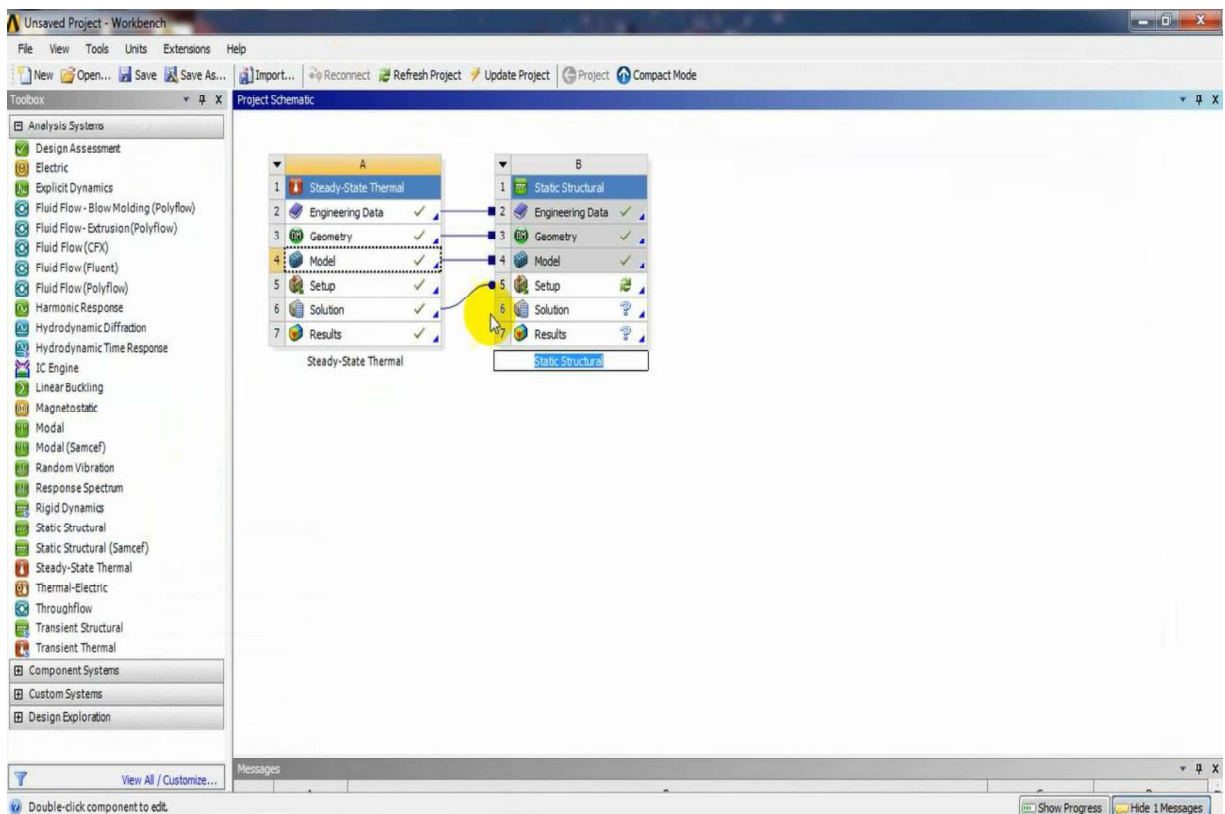 Unsaved Project - Workbench
File View Tools Units Extensions Help
New Open... Save Save As... Import... Reconnect Refresh Project Update Project Project Compact Mode
Toolbox
Project Schematic
Analysis Systems
Design Assessment
Electric
Explicit Dynamics
Fluid Flow - Blow Molding (Polyflow)
Fluid Flow - Extrusion (Polyflow)
Fluid Flow (CFX)
Fluid Flow (Fluent)
Fluid Flow (Polyflow)
Harmonic Response
Hydrodynamic Diffraction
Hydrodynamic Time Response
IC Engine
Linear Buckling
Magnetostatic
Modal
Modal (Samcef)
Random Vibration
Response Spectrum
Rigid Dynamics
Static Structural
Static Structural (Samcef)
Steady-State Thermal
Thermal-Electric
Throughflow
Transient Structural
Transient Thermal
Component Systems
Custom Systems
Design Exploration
View All / Customize...
A
1 Steady-State Thermal
2 Engineering Data
3 Geometry
4 Model
5 Setup
6 Solution
7 Results
Steady-State Thermal
B
1 Static Structural
2 Engineering Data
3 Geometry
4 Model
5 Setup
6 Solution
7 Results
Static Structural
Messages
Double-click component to edit.
Show Progress
Hide 1 Messages